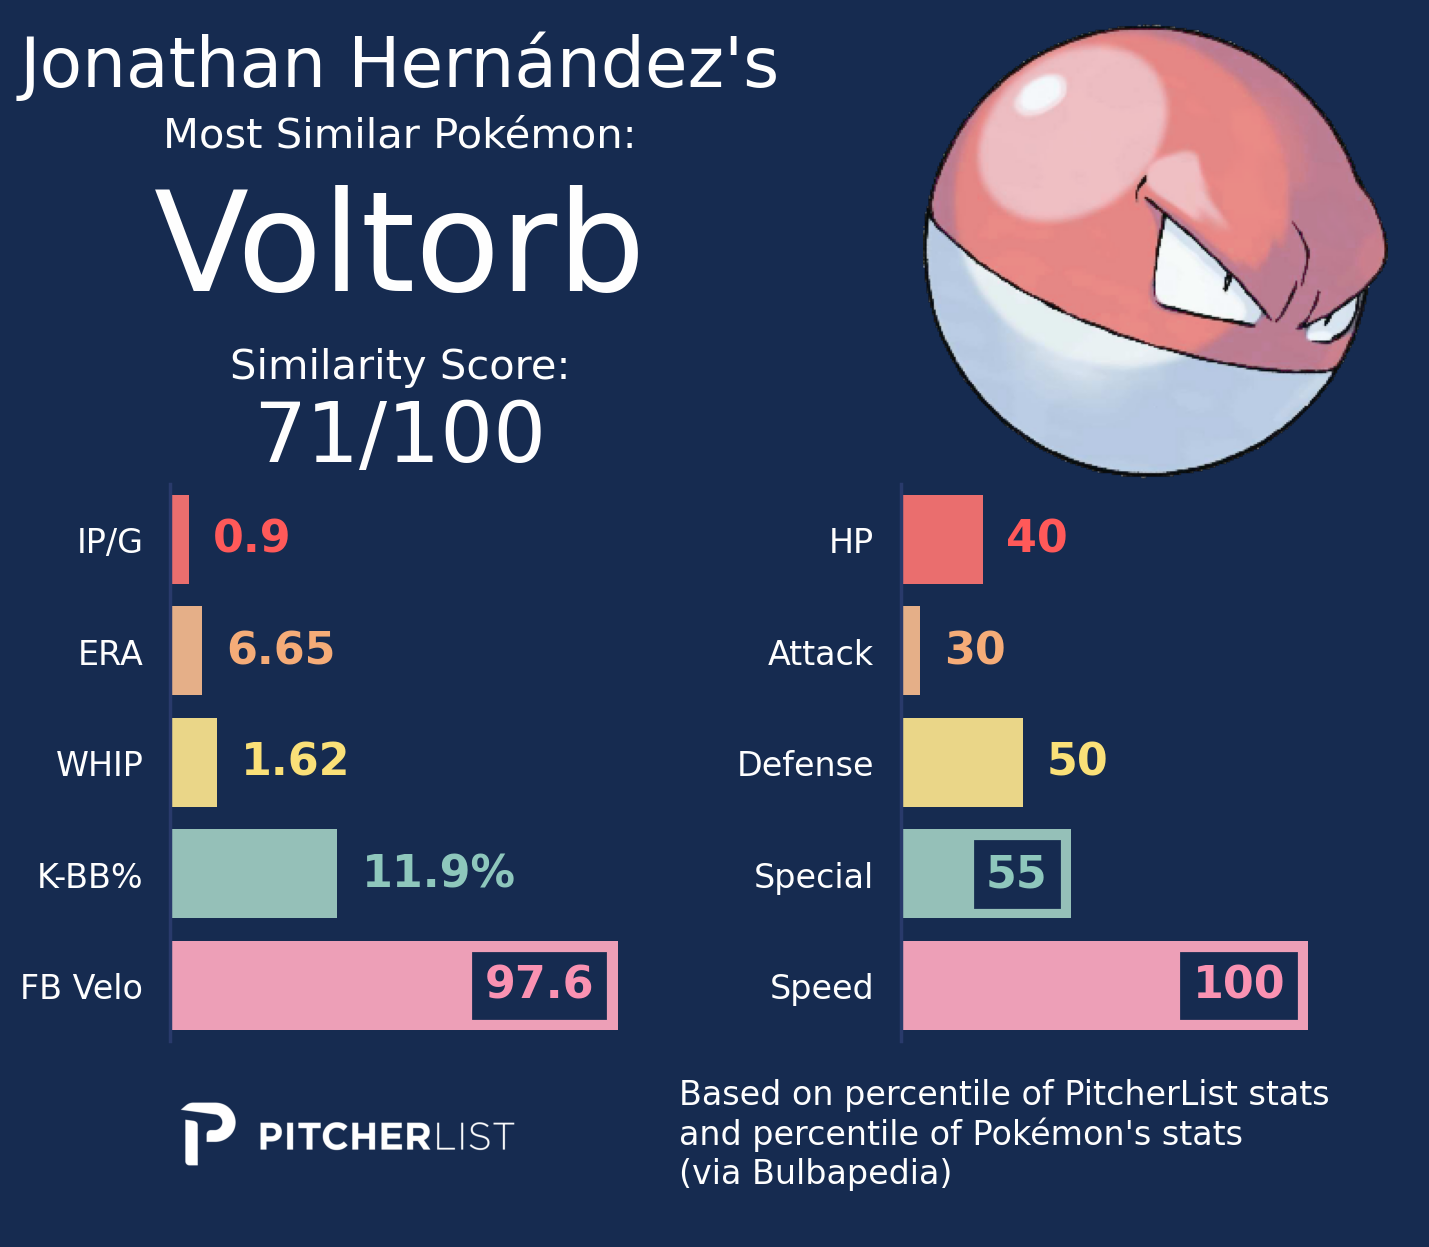 Jonathan Hernández's
Most Similar Pokémon:
Voltorb
Similarity Score:
71/100
IP/G 0.9
ERA 6.65
WHIP 1.62
K-BB% 11.9%
FB Velo 97.6
HP 40
Attack 30
Defense 50
Special 55
Speed 100
PITCHERLIST
Based on percentile of PitcherList stats
and percentile of Pokémon's stats
(via Bulbapedia)